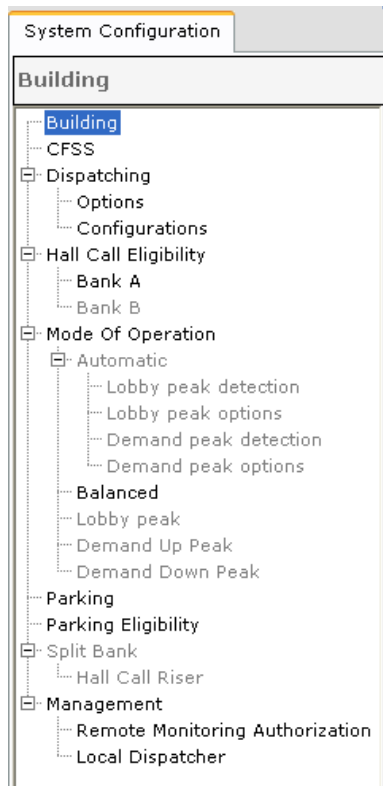 System Configuration
Building
Building
CFSS
Dispatching
Options
Configurations
Hall Call Eligibility
Bank A
Bank B
Mode Of Operation
Automatic
Lobby peak detection
Lobby peak options
Demand peak detection
Demand peak options
Balanced
Lobby peak
Demand Up Peak
Demand Down Peak
Parking
Parking Eligibility
Split Bank
Hall Call Riser
Management
Remote Monitoring Authorization
Local Dispatcher